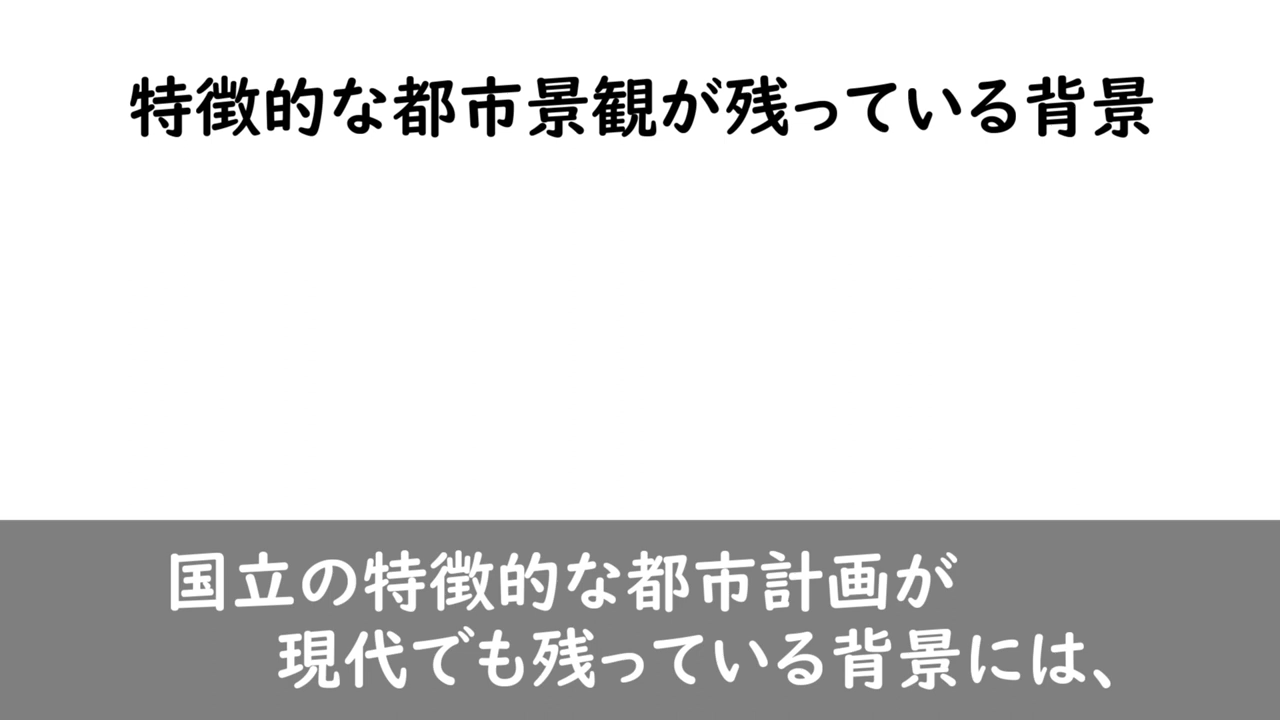 特徴的な都市景観が残っている背景
国立の特徴的な都市計画が
現代でも残っている背景には、